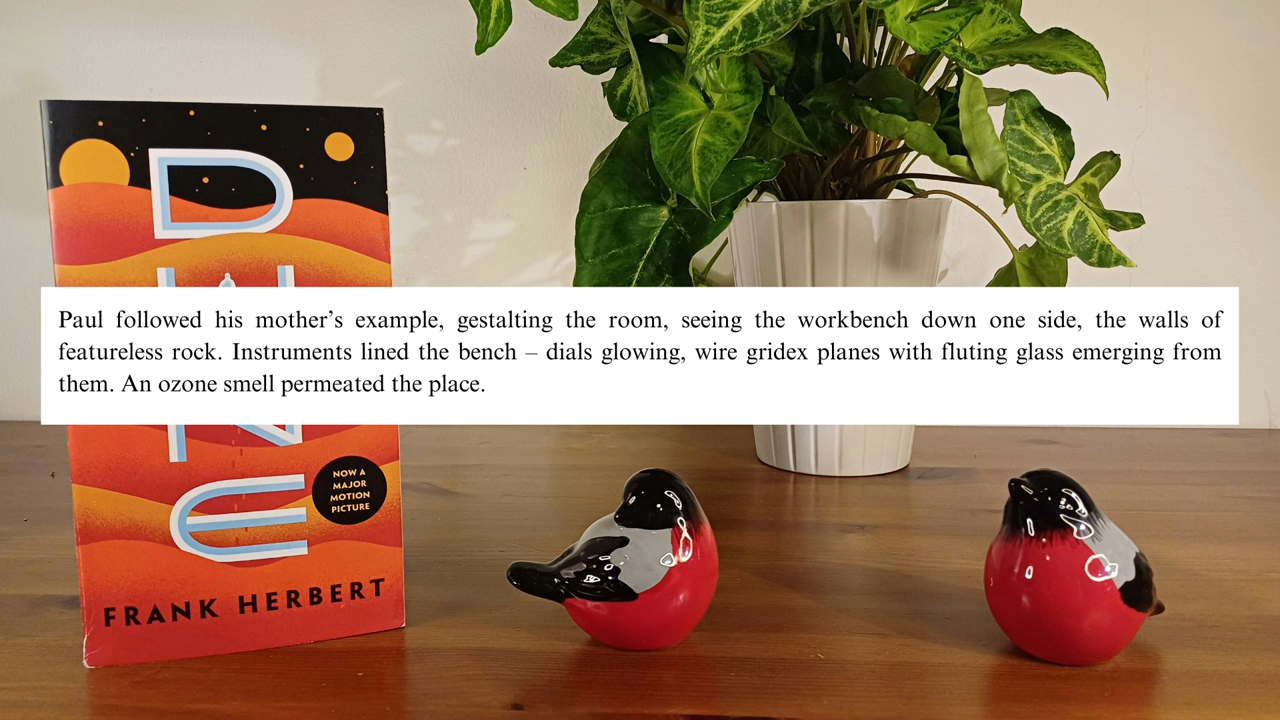 DUNE
Paul followed his mother’s example, gestalting the room, seeing the workbench down one side, the walls of
featureless rock. Instruments lined the bench – dials glowing, wire gridex planes with fluting glass emerging from
them. An ozone smell permeated the place.
NOW A
MAJOR
MOTION
PICTURE
FRANK HERBERT